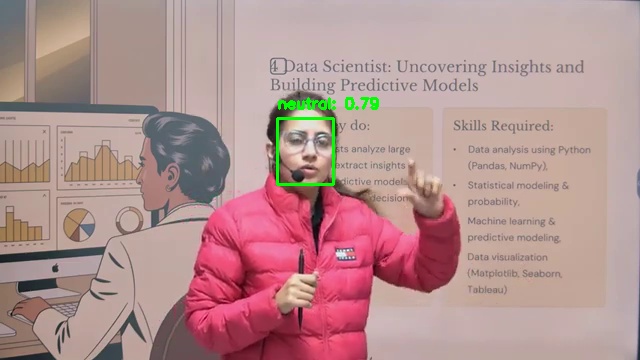 4 Data Scientist: Uncovering Insights and
Building Predictive Models
neutral: 0.79
do:
analyze large
extract insights
models
decision
Skills Required:
• Data analysis using Python
(Pandas, NumPy),
• Statistical modeling &
probability,
Machine learning &
predictive modeling,
Data visualization
(Matplotlib, Seaborn,
Tableau)
TOMMY
JEANS